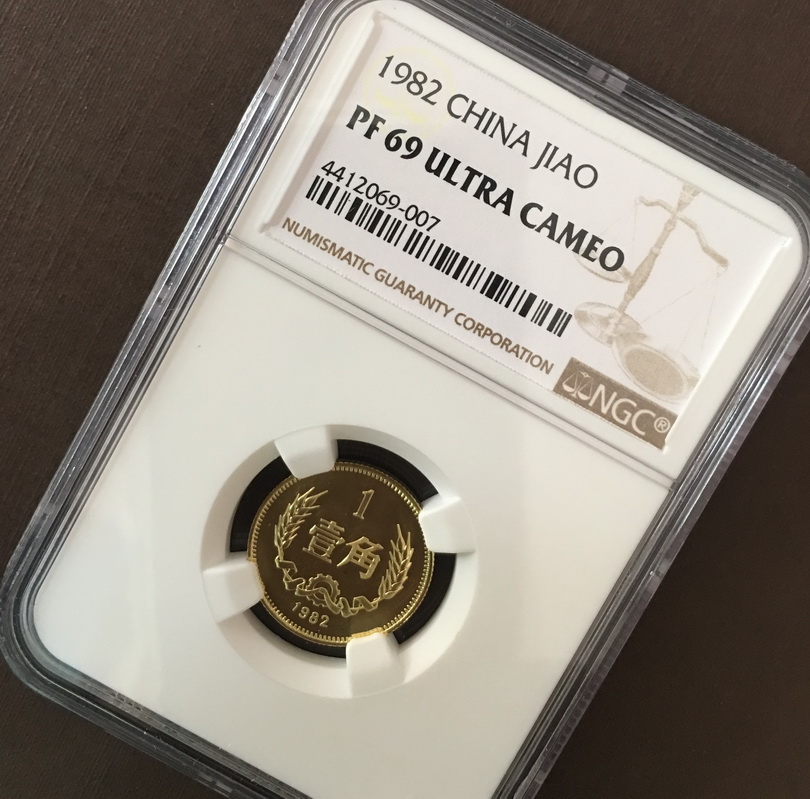 1982 CHINA JIAO
PF 69 ULTRA CAMEO
4412069-007
NUMISMATIC GUARANTY CORPORATION
NGC®
1
壹角
1982